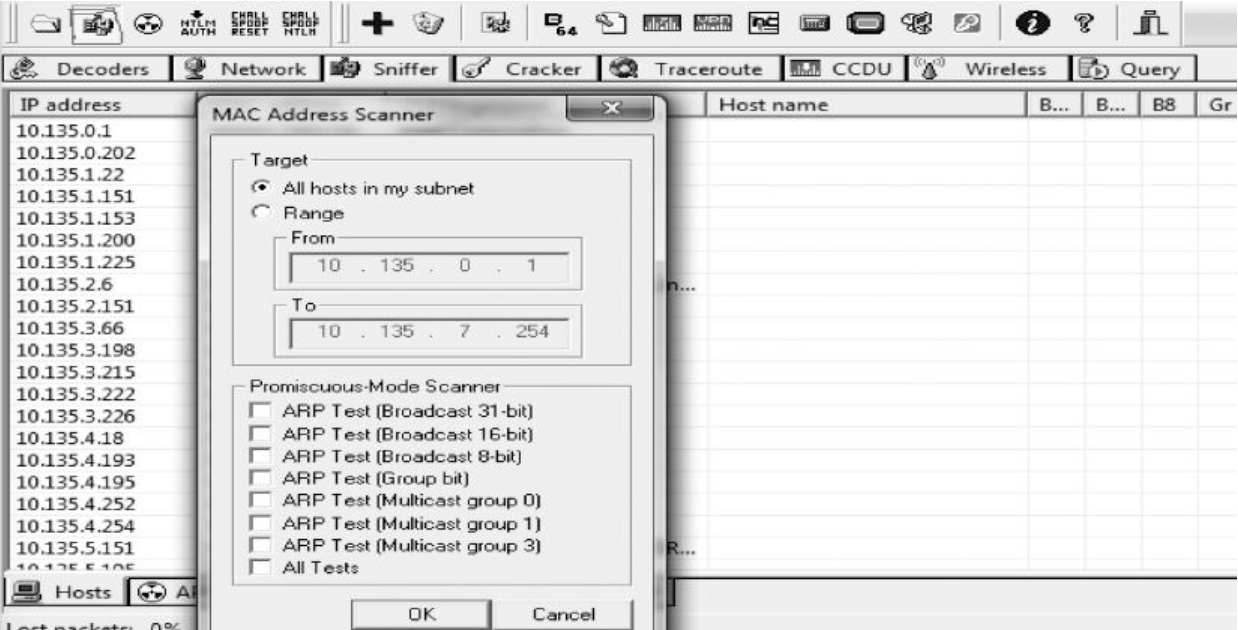 NTLM AUTH CHALL SPOOF RESET CHALL SPOOF NTLM B 64
Decoders Network Sniffer Cracker Traceroute CCDU Wireless Query
IP address Host name B... B... B8 Gr
MAC Address Scanner
10.135.0.1
10.135.0.202
10.135.1.22
10.135.1.151
10.135.1.153
10.135.1.200
10.135.1.225
10.135.2.6 n...
10.135.2.151
10.135.3.66
10.135.3.198
10.135.3.215
10.135.3.222
10.135.3.226
10.135.4.18
10.135.4.193
10.135.4.195
10.135.4.252
10.135.4.254
10.135.5.151 R...
Target
All hosts in my subnet
Range
From
10 . 135 . 0 . 1
To
10 . 135 . 7 . 254
Promiscuous-Mode Scanner
ARP Test (Broadcast 31-bit)
ARP Test (Broadcast 16-bit)
ARP Test (Broadcast 8-bit)
ARP Test (Group bit)
ARP Test (Multicast group 0)
ARP Test (Multicast group 1)
ARP Test (Multicast group 3)
All Tests
OK Cancel
Hosts AP
Lost packets: 0%